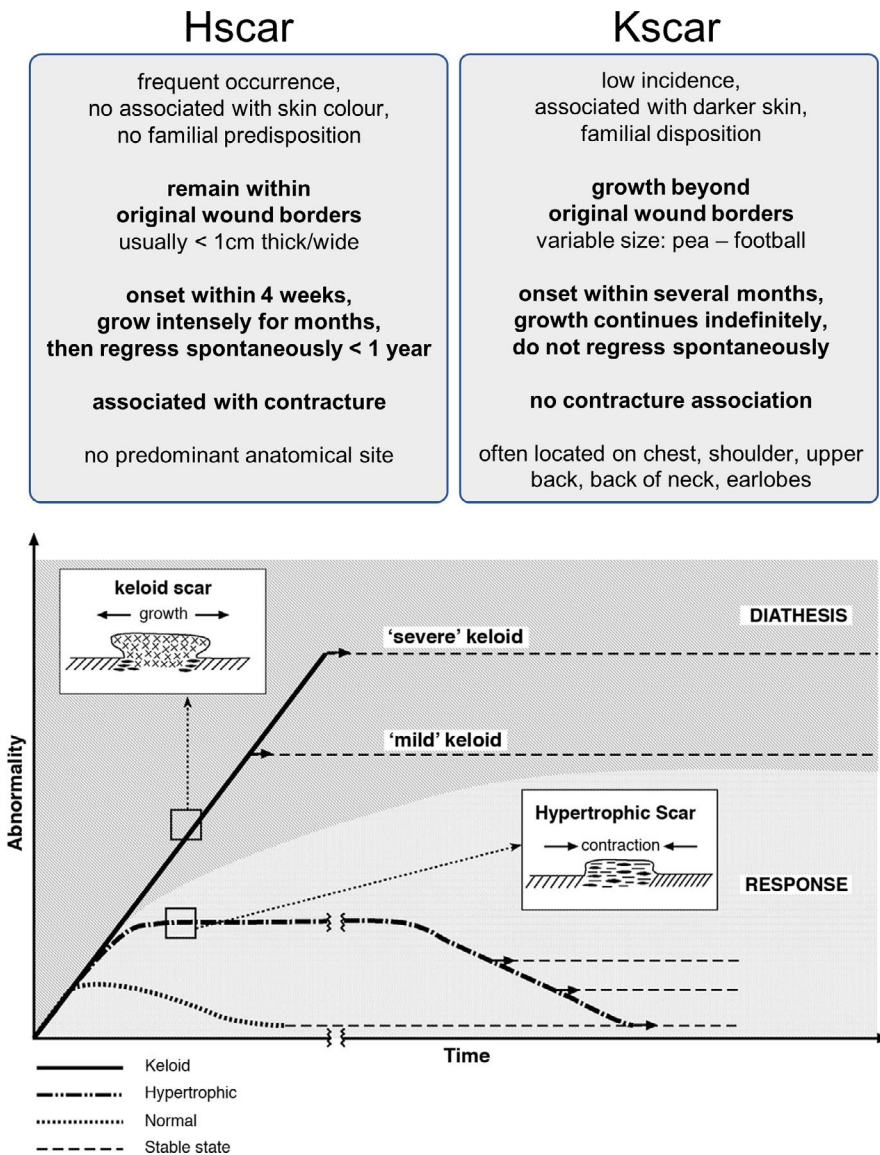 Hscar
frequent occurrence,
no associated with skin colour,
no familial predisposition
remain within
original wound borders
usually < 1cm thick/wide
onset within 4 weeks,
grow intensely for months,
then regress spontaneously < 1 year
associated with contracture
no predominant anatomical site
Kscar
low incidence,
associated with darker skin,
familial disposition
growth beyond
original wound borders
variable size: pea – football
onset within several months,
growth continues indefinitely,
do not regress spontaneously
no contracture association
often located on chest, shoulder, upper
back, back of neck, earlobes
keloid scar
growth
'severe' keloid
DIATHESIS
'mild' keloid
Hypertrophic Scar
contraction
RESPONSE
Abnormality
Time
Keloid
Hypertrophic
Normal
Stable state